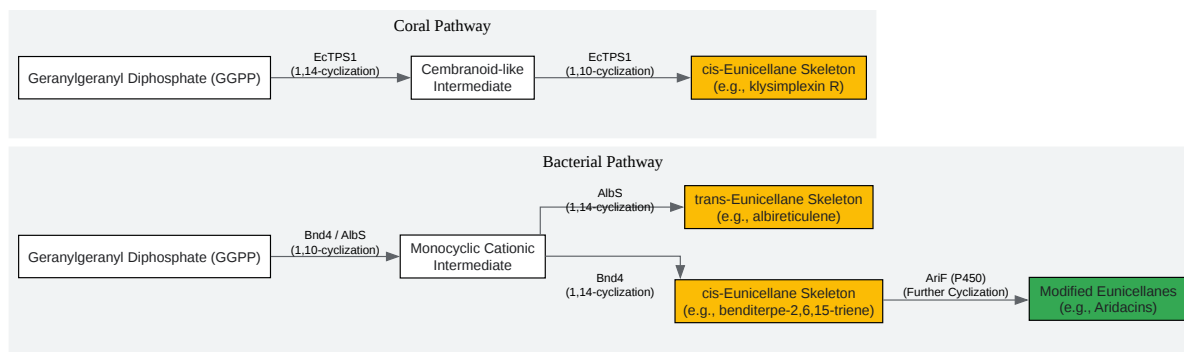 Coral Pathway
Geranylgeranyl Diphosphate (GGPP)
EcTPS1
(1,14-cyclization)
Cembranoid-like
Intermediate
EcTPS1
(1,10-cyclization)
cis-Eunicellane Skeleton
(e.g., klysimplexin R)
Bacterial Pathway
Geranylgeranyl Diphosphate (GGPP)
Bnd4 / AlbS
(1,10-cyclization)
Monocyclic Cationic
Intermediate
AlbS
(1,14-cyclization)
trans-Eunicellane Skeleton
(e.g., albireticulene)
Bnd4
(1,14-cyclization)
cis-Eunicellane Skeleton
(e.g., benditerpe-2,6,15-triene)
AriF (P450)
(Further Cyclization)
Modified Eunicellanes
(e.g., Aridacins)